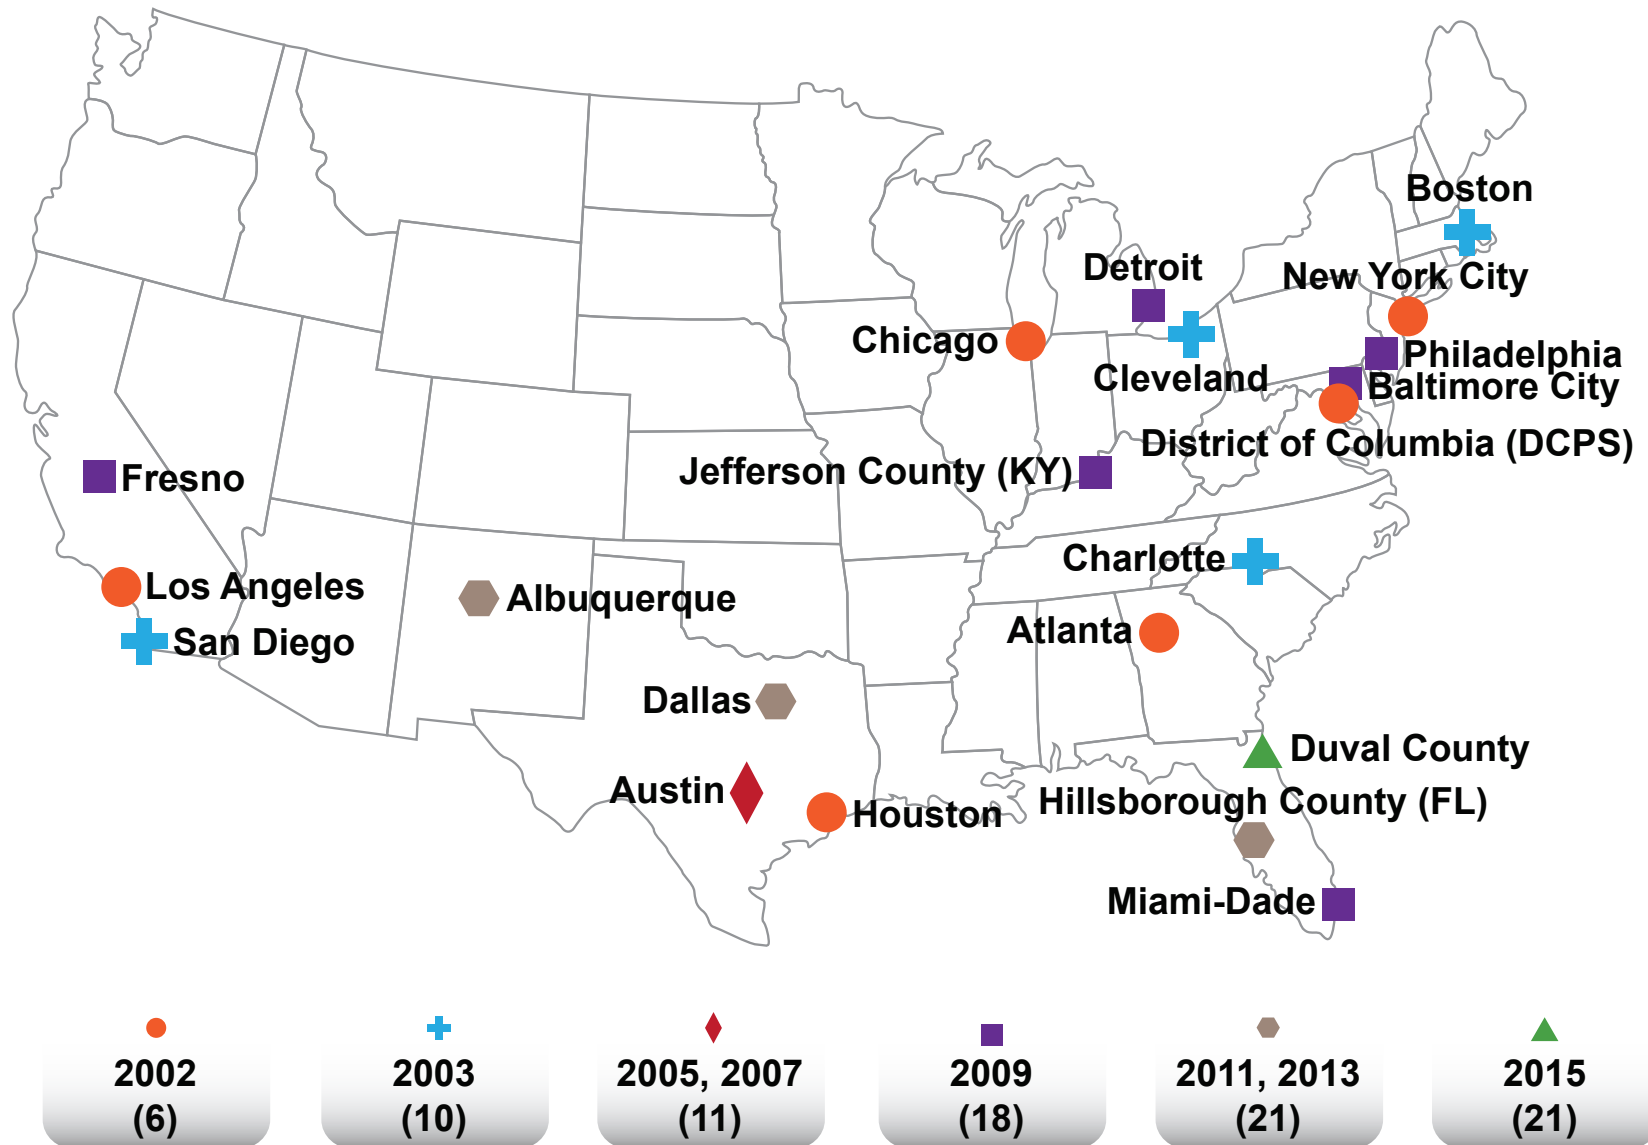 Boston
Detroit
New York City
Chicago
Philadelphia
Cleveland
Baltimore City
District of Columbia (DCPS)
Jefferson County (KY)
Fresno
Charlotte
Los Angeles
Albuquerque
Atlanta
San Diego
Dallas
Duval County
Austin
Hillsborough County (FL)
Houston
Miami-Dade
2002
(6)
2003
(10)
2005, 2007
(11)
2009
(18)
2011, 2013
(21)
2015
(21)